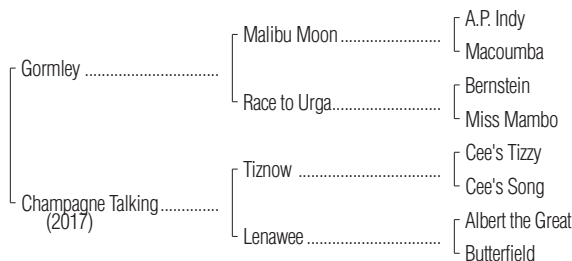 A.P. Indy
Malibu Moon ..............................
Macoumba
Gormley ........................................
Bernstein
Race to Urga.................................
Miss Mambo
Cee's Tizzy
Tiznow ...........................................
Cee's Song
Champagne Talking.................
(2017)
Albert the Great
Lenawee ........................................
Butterfield